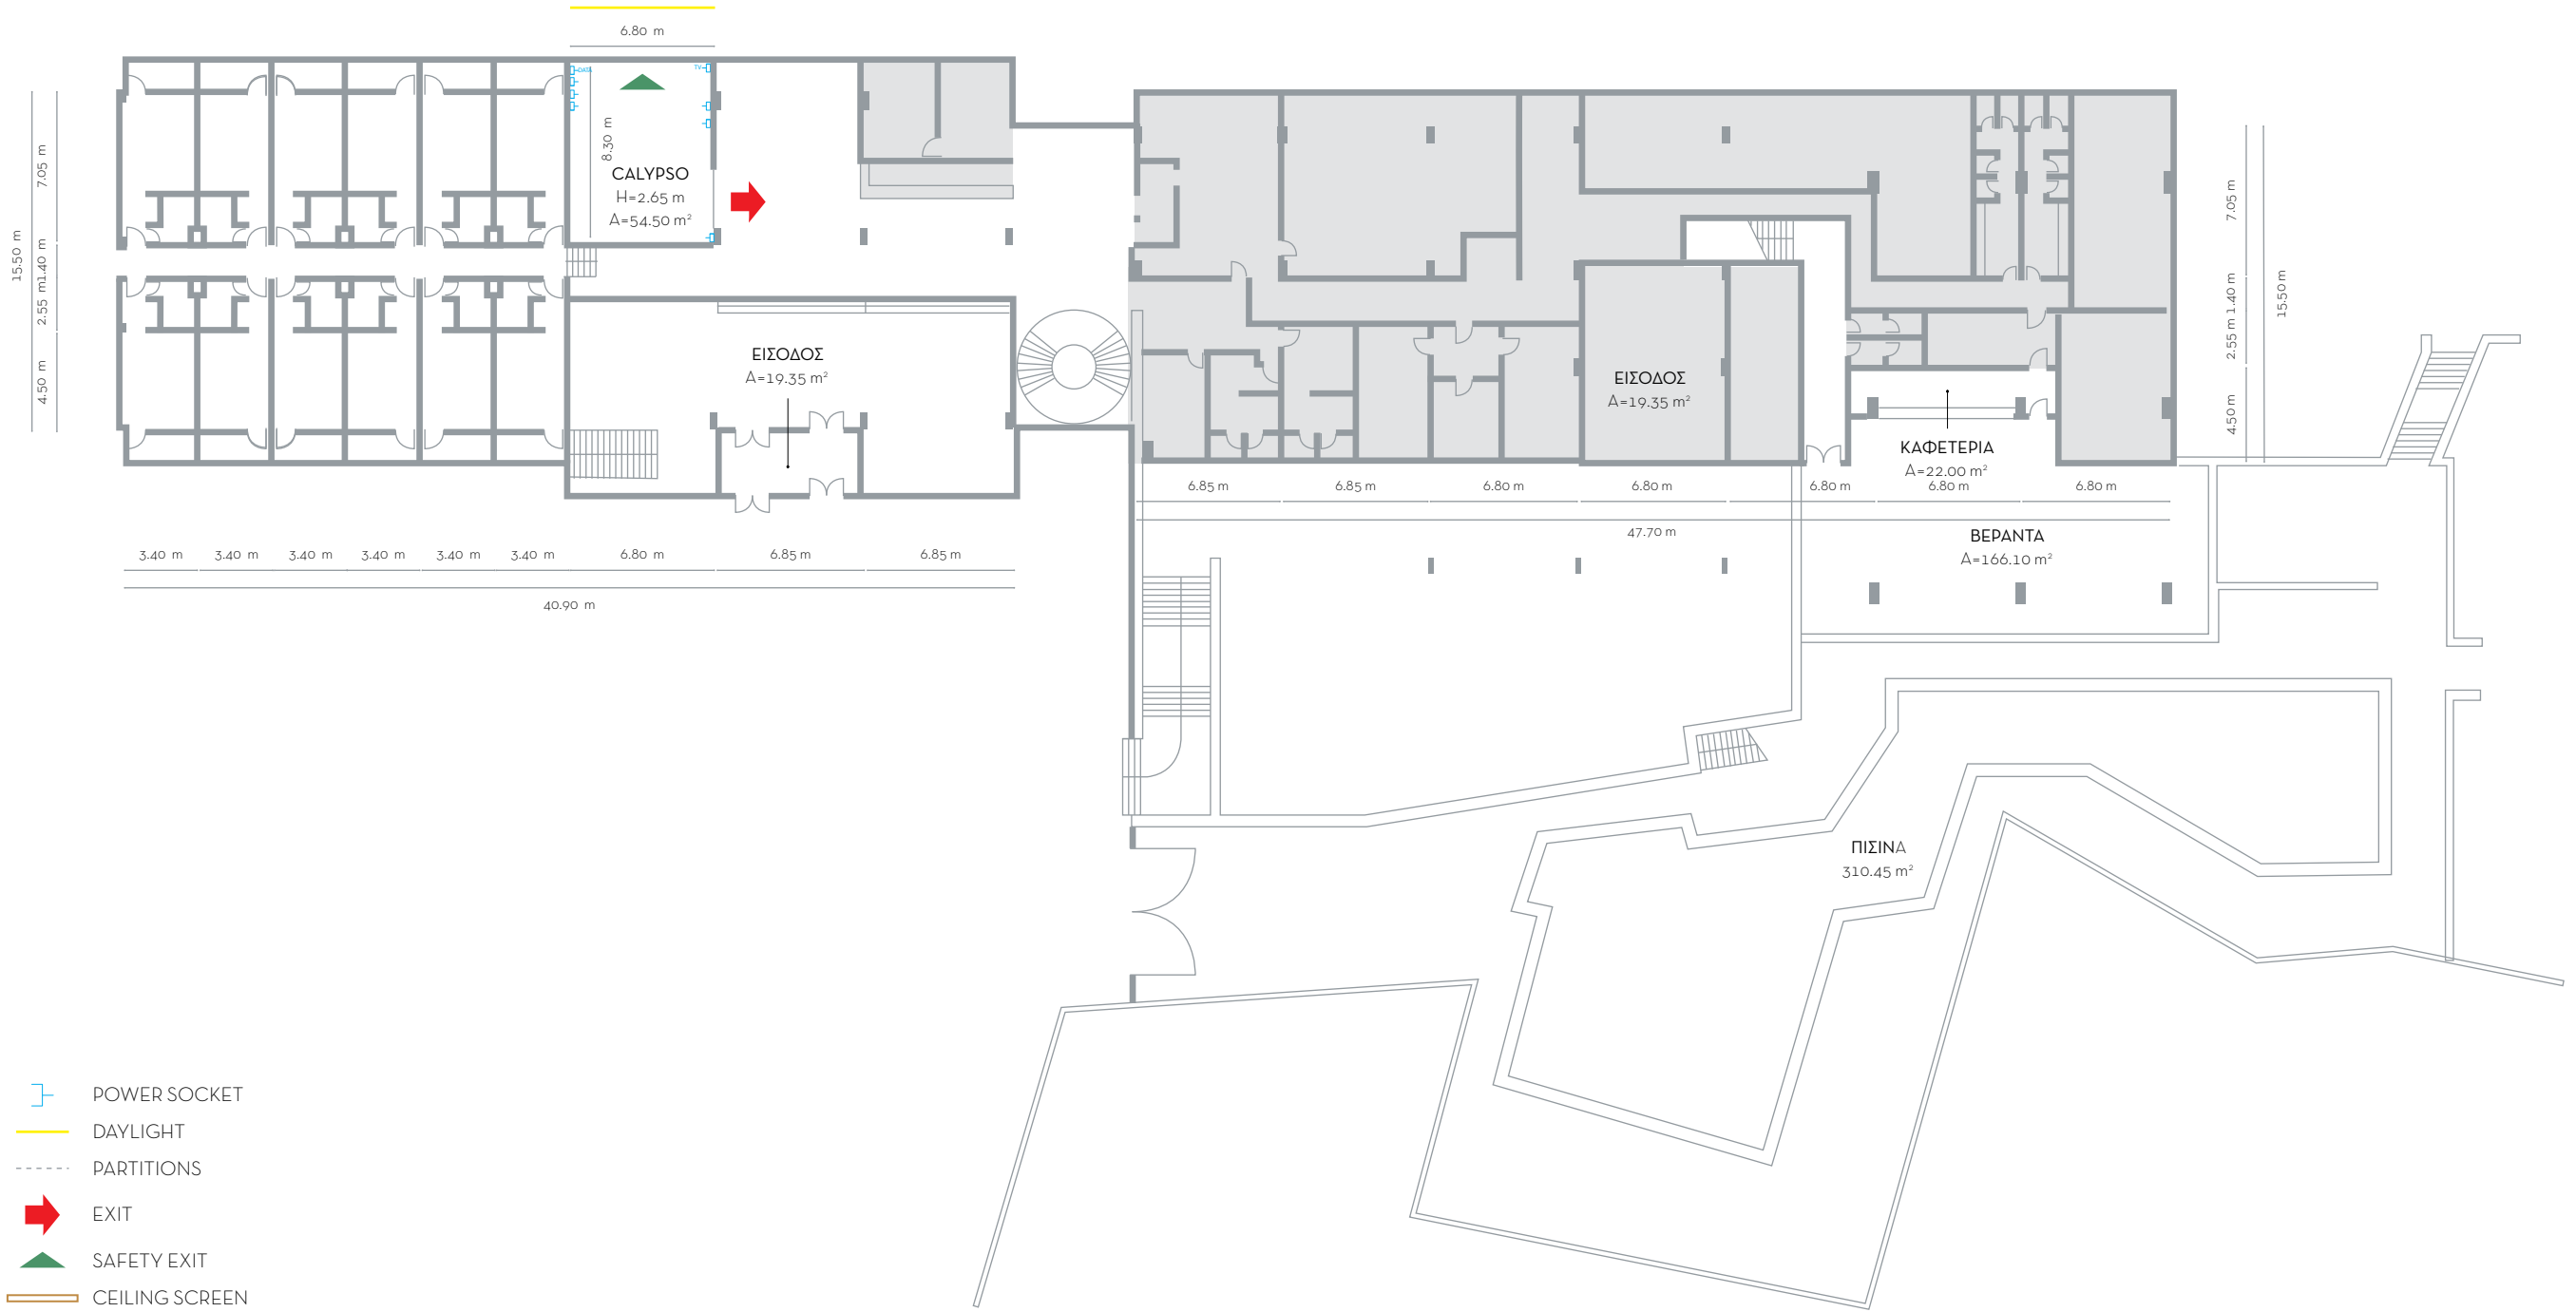 6.80 m
DATA
TV
8.30 m
CALYPSO
H=2.65 m
A=54.50 m²
15.50 m
7.05 m
1.40 m
2.55 m
4.50 m
ΕΙΣΟΔΟΣ
A=19.35 m²
3.40 m 3.40 m 3.40 m 3.40 m 3.40 m 3.40 m 6.80 m 6.85 m 6.85 m
40.90 m
ΕΙΣΟΔΟΣ
A=19.35 m²
ΚΑΦΕΤΕΡΙΑ
A=22.00 m²
6.85 m 6.85 m 6.80 m 6.80 m 6.80 m 6.80 m 6.80 m
47.70 m
ΒΕΡΑΝΤΑ
A=166.10 m²
7.05 m
1.40 m
2.55 m
4.50 m
15.50 m
ΠΙΣΙΝΑ
310.45 m²
POWER SOCKET
DAYLIGHT
PARTITIONS
EXIT
SAFETY EXIT
CEILING SCREEN